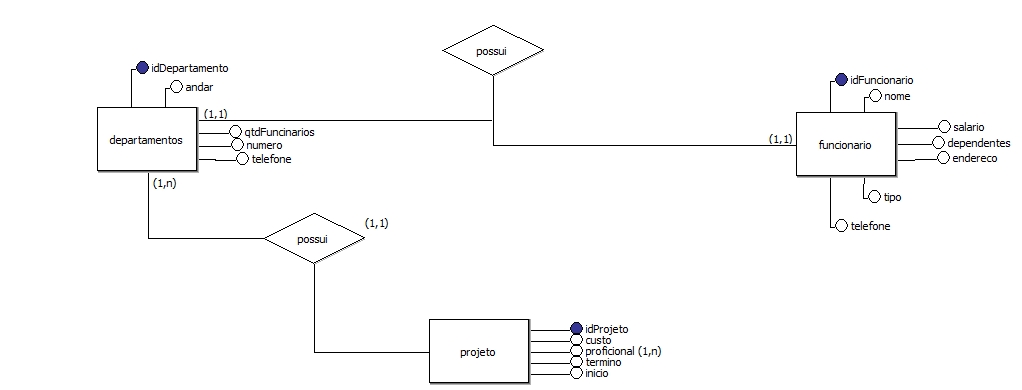 possui
idDepartamento
andar
(1,1)
departamentos
qtdFuncinarios
numero
telefone
(1,n)
idFuncionario
nome
(1,1)
funcionario
salario
dependentes
endereco
tipo
telefone
possui
(1,1)
projeto
idProjeto
custo
proficional (1,n)
termino
inicio